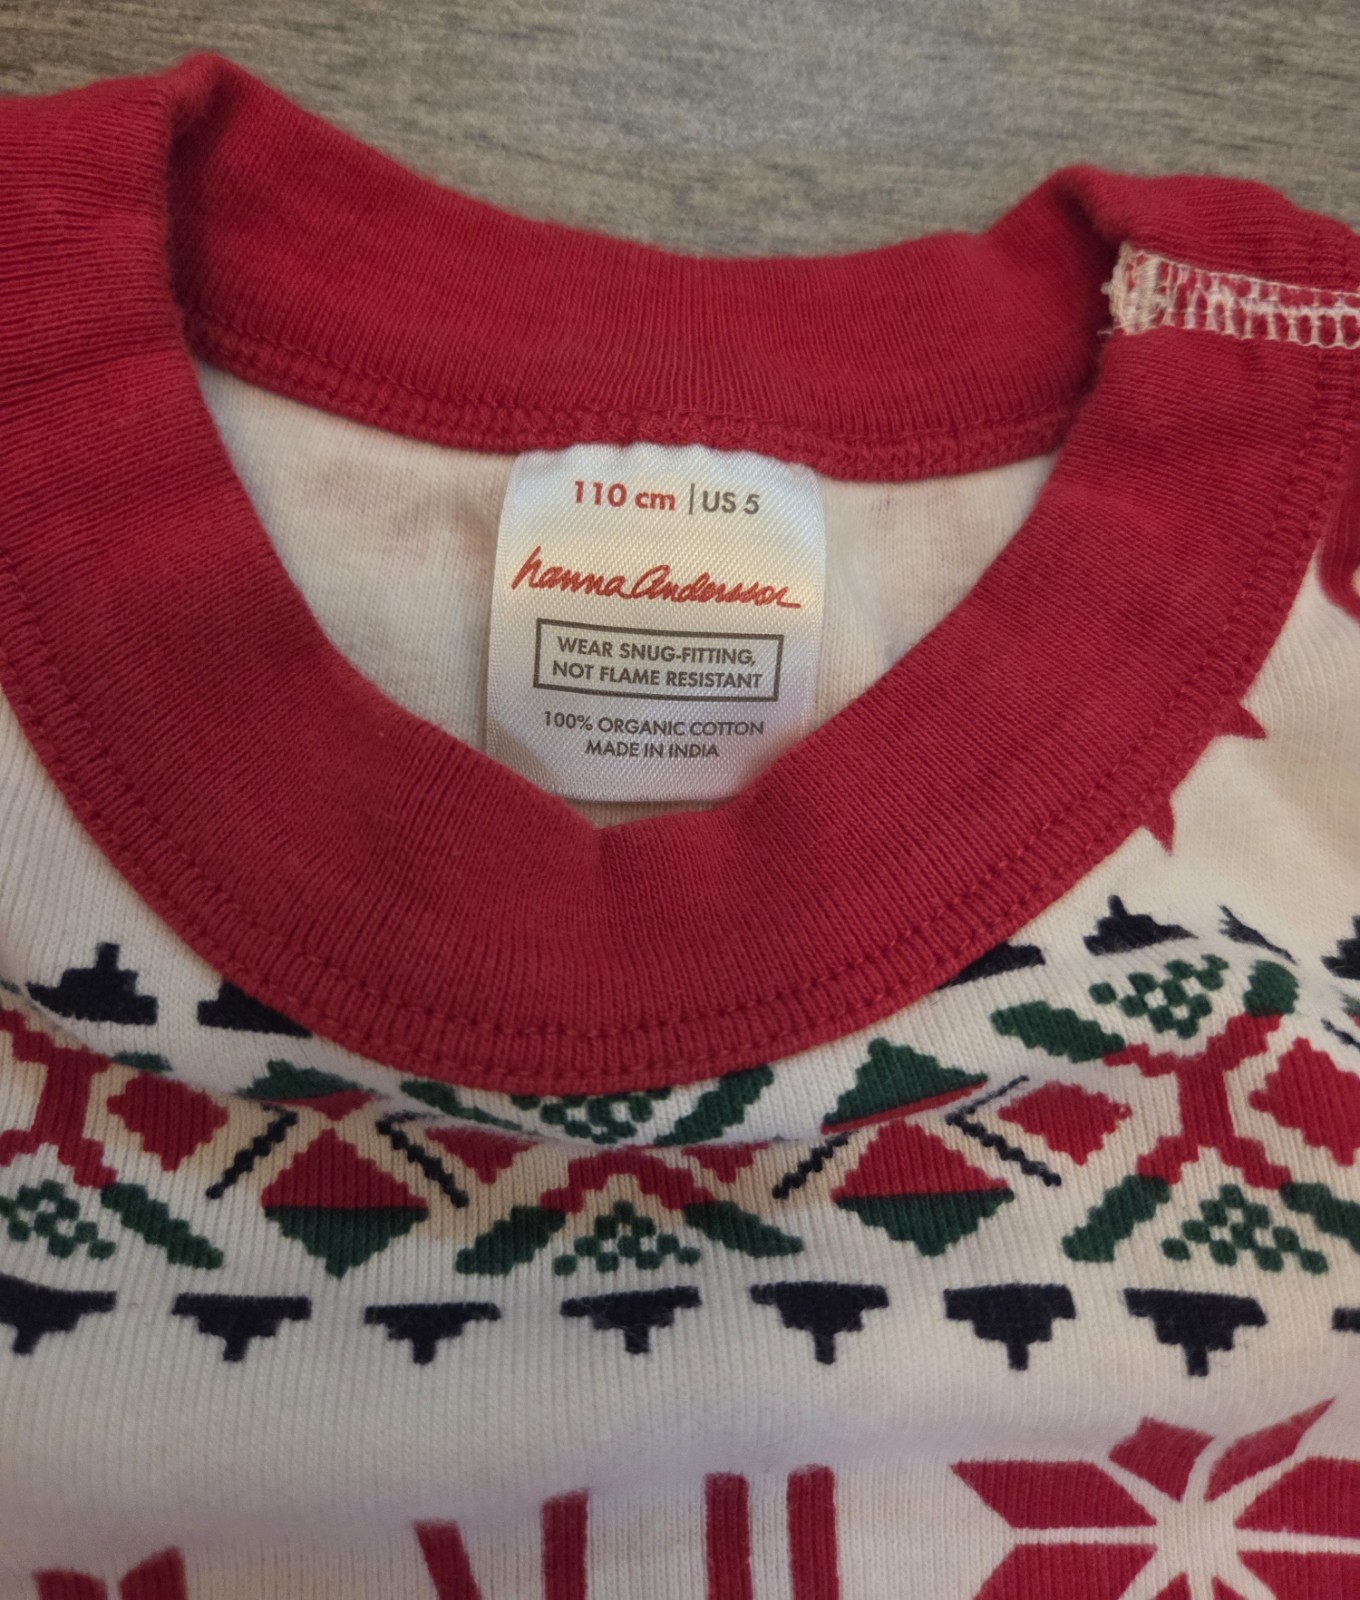 110 cm | US 5
hanna Andersson
WEAR SNUG-FITTING,
NOT FLAME RESISTANT
100% ORGANIC COTTON
MADE IN INDIA